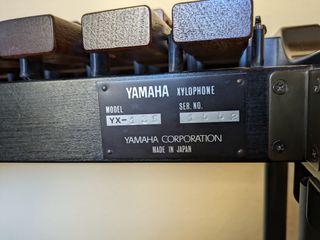 YAMAHA XYLOPHONE
MODEL SER. NO.
YX-
YAMAHA CORPORATION
MADE IN JAPAN